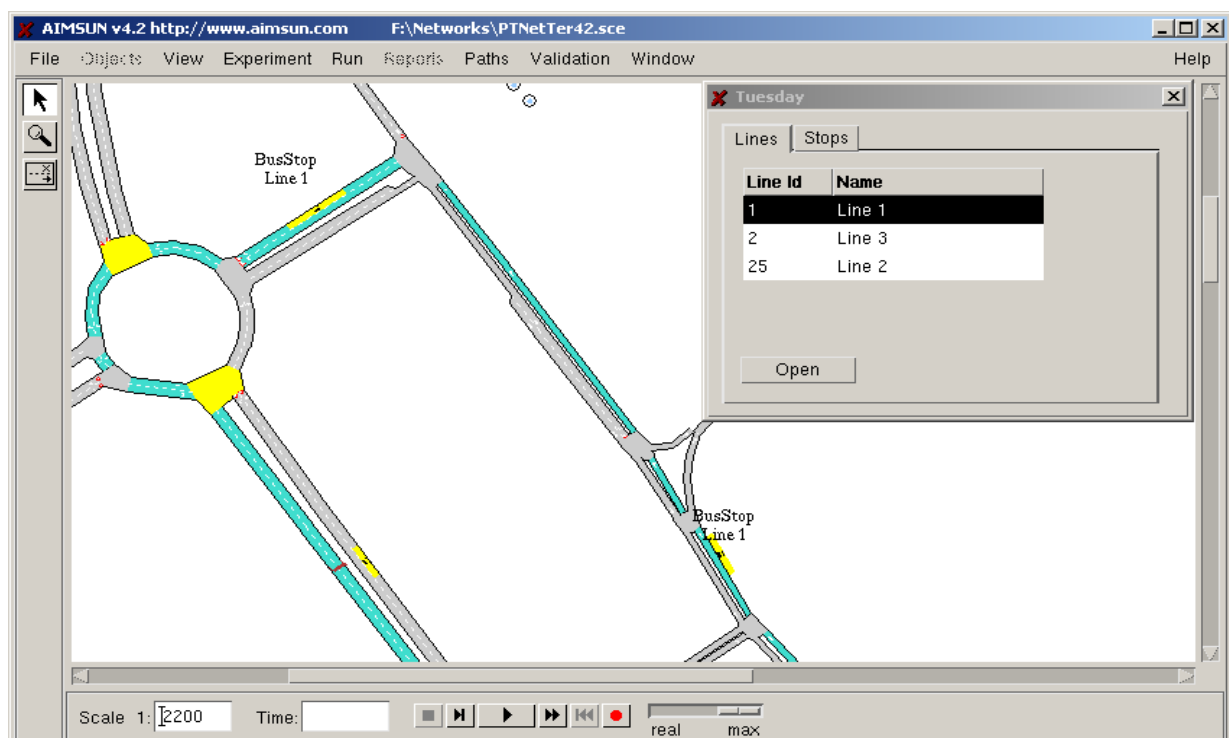 AIMSUN v4.2 http://www.aimsun.com F:\Networks\PTNetTer42.sce
File Objects View Experiment Run Reports Paths Validation Window Help
Tuesday
Lines Stops
Line Id Name
1 Line 1
2 Line 3
25 Line 2
Open
BusStop
Line 1
BusStop
Line 1
Scale 1: 2200 Time:
real max